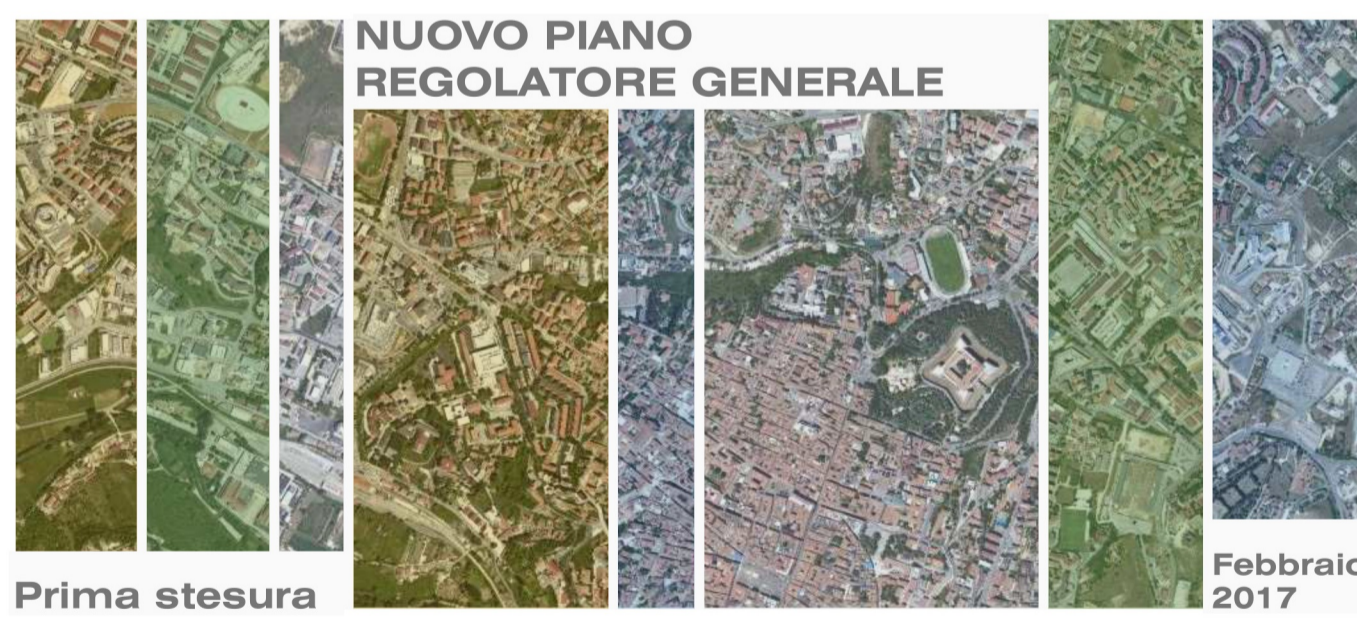 NUOVO PIANO
REGOLATORE GENERALE
Prima stesura
Febbraio
2017